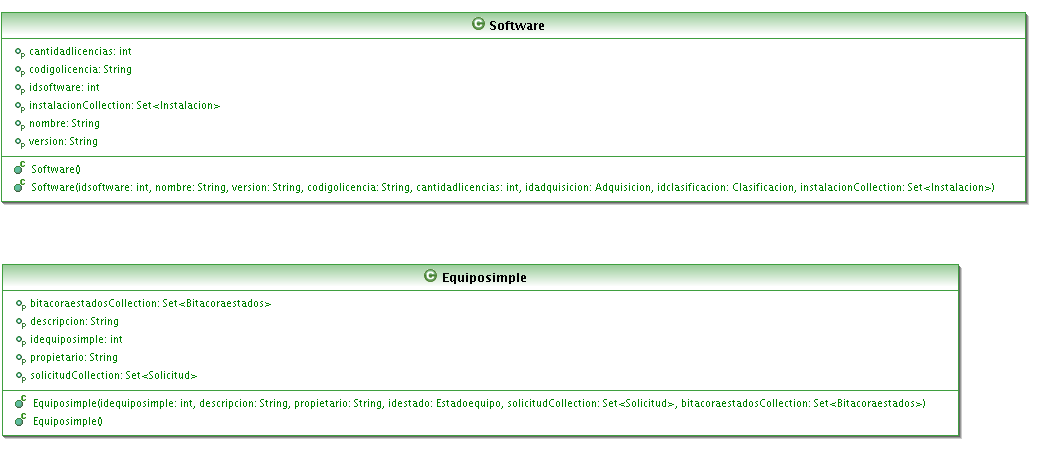 Software
cantidadlicencias: int
codigolicencia: String
idsoftware: int
instalacionCollection: Set<Instalacion>
nombre: String
version: String
Software()
Software(idsoftware: int, nombre: String, version: String, codigolicencia: String, cantidadlicencias: int, idadquisicion: Adquisicion, idclasificacion: Clasificacion, instalacionCollection: Set<Instalacion>)
Equiposimple
bitacoraestadosCollection: Set<Bitacoraestados>
descripcion: String
idequiposimple: int
propietario: String
solicitudCollection: Set<Solicitud>
Equiposimple(idequiposimple: int, descripcion: String, propietario: String, idestado: Estadoequipo, solicitudCollection: Set<Solicitud>, bitacoraestadosCollection: Set<Bitacoraestados>)
Equiposimple()